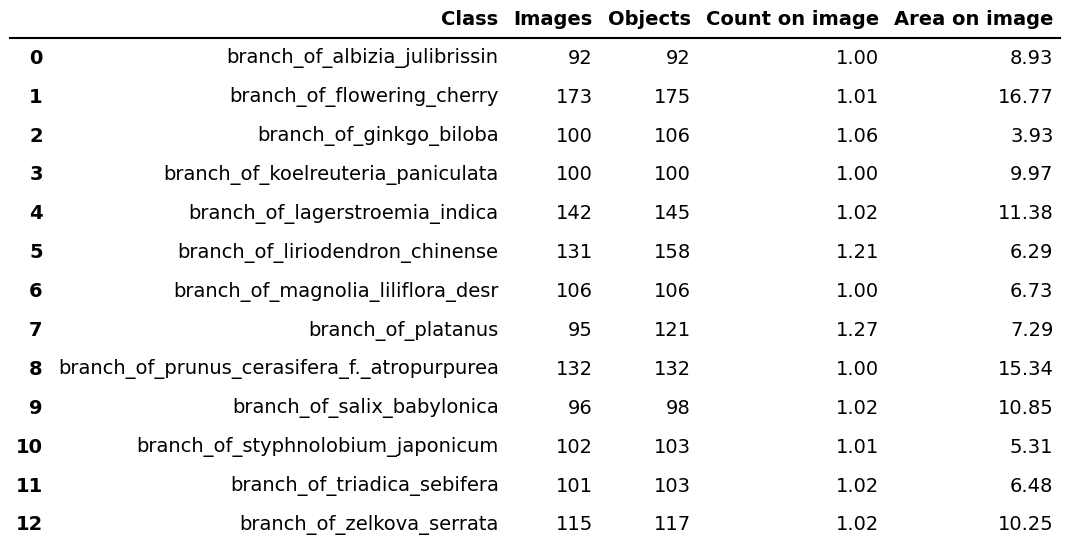 Class Images Objects Count on image Area on image
0 branch_of_albizia_julibrissin 92 92 1.00 8.93
1 branch_of_flowering_cherry 173 175 1.01 16.77
2 branch_of_ginkgo_biloba 100 106 1.06 3.93
3 branch_of_koelreuteria_paniculata 100 100 1.00 9.97
4 branch_of_lagerstroemia_indica 142 145 1.02 11.38
5 branch_of_liriodendron_chinense 131 158 1.21 6.29
6 branch_of_magnolia_liliflora_desr 106 106 1.00 6.73
7 branch_of_platanus 95 121 1.27 7.29
8 branch_of_prunus_cerasifera_f._atropurpurea 132 132 1.00 15.34
9 branch_of_salix_babylonica 96 98 1.02 10.85
10 branch_of_styphnolobium_japonicum 102 103 1.01 5.31
11 branch_of_triadica_sebifera 101 103 1.02 6.48
12 branch_of_zelkova_serrata 115 117 1.02 10.25